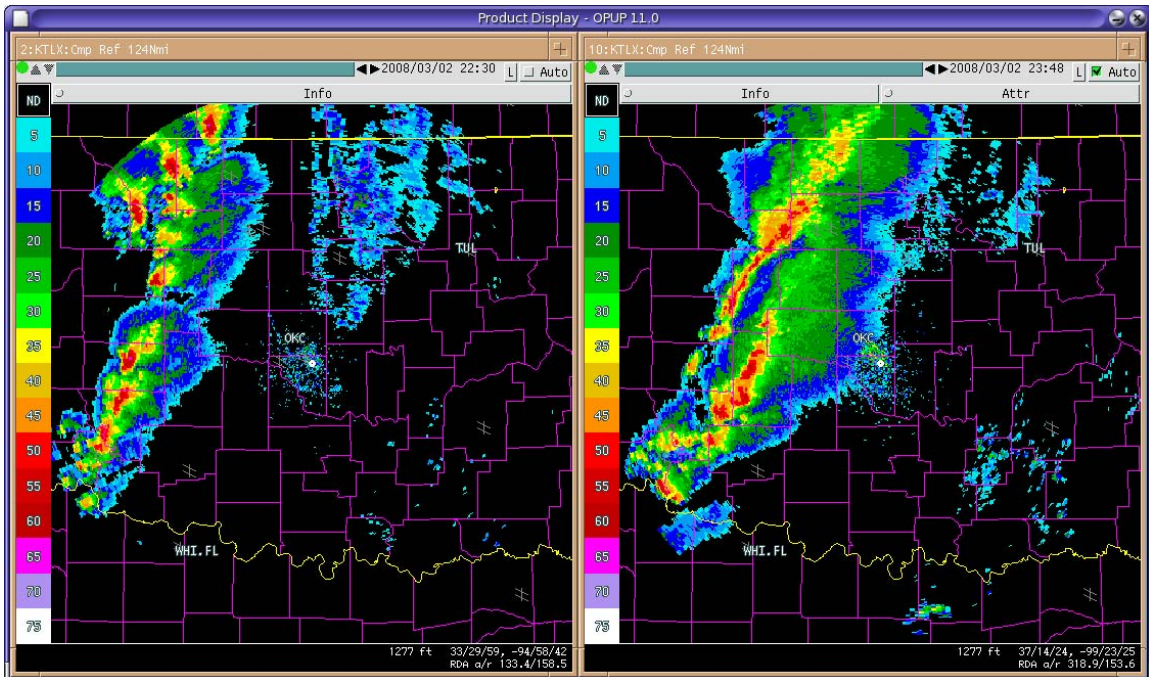 Product Display - OPUP 11.0
2:KTLX:Cmp Ref 124Nmi
2008/03/02 22:30 L Auto
Info
ND
5
10
15
20
25
30
35
40
45
50
55
60
65
70
75
TUL
OKC
WHI.FL
1277 ft 33/29/59, -94/58/42
RDA a/r 133.4/158.5
10:KTLX:Cmp Ref 124Nmi
2008/03/02 23:48 L Auto
Info Attr
ND
5
10
15
20
25
30
35
40
45
50
55
60
65
70
75
TUL
OKC
WHI.FL
1277 ft 37/14/24, -99/23/25
RDA a/r 318.9/153.6